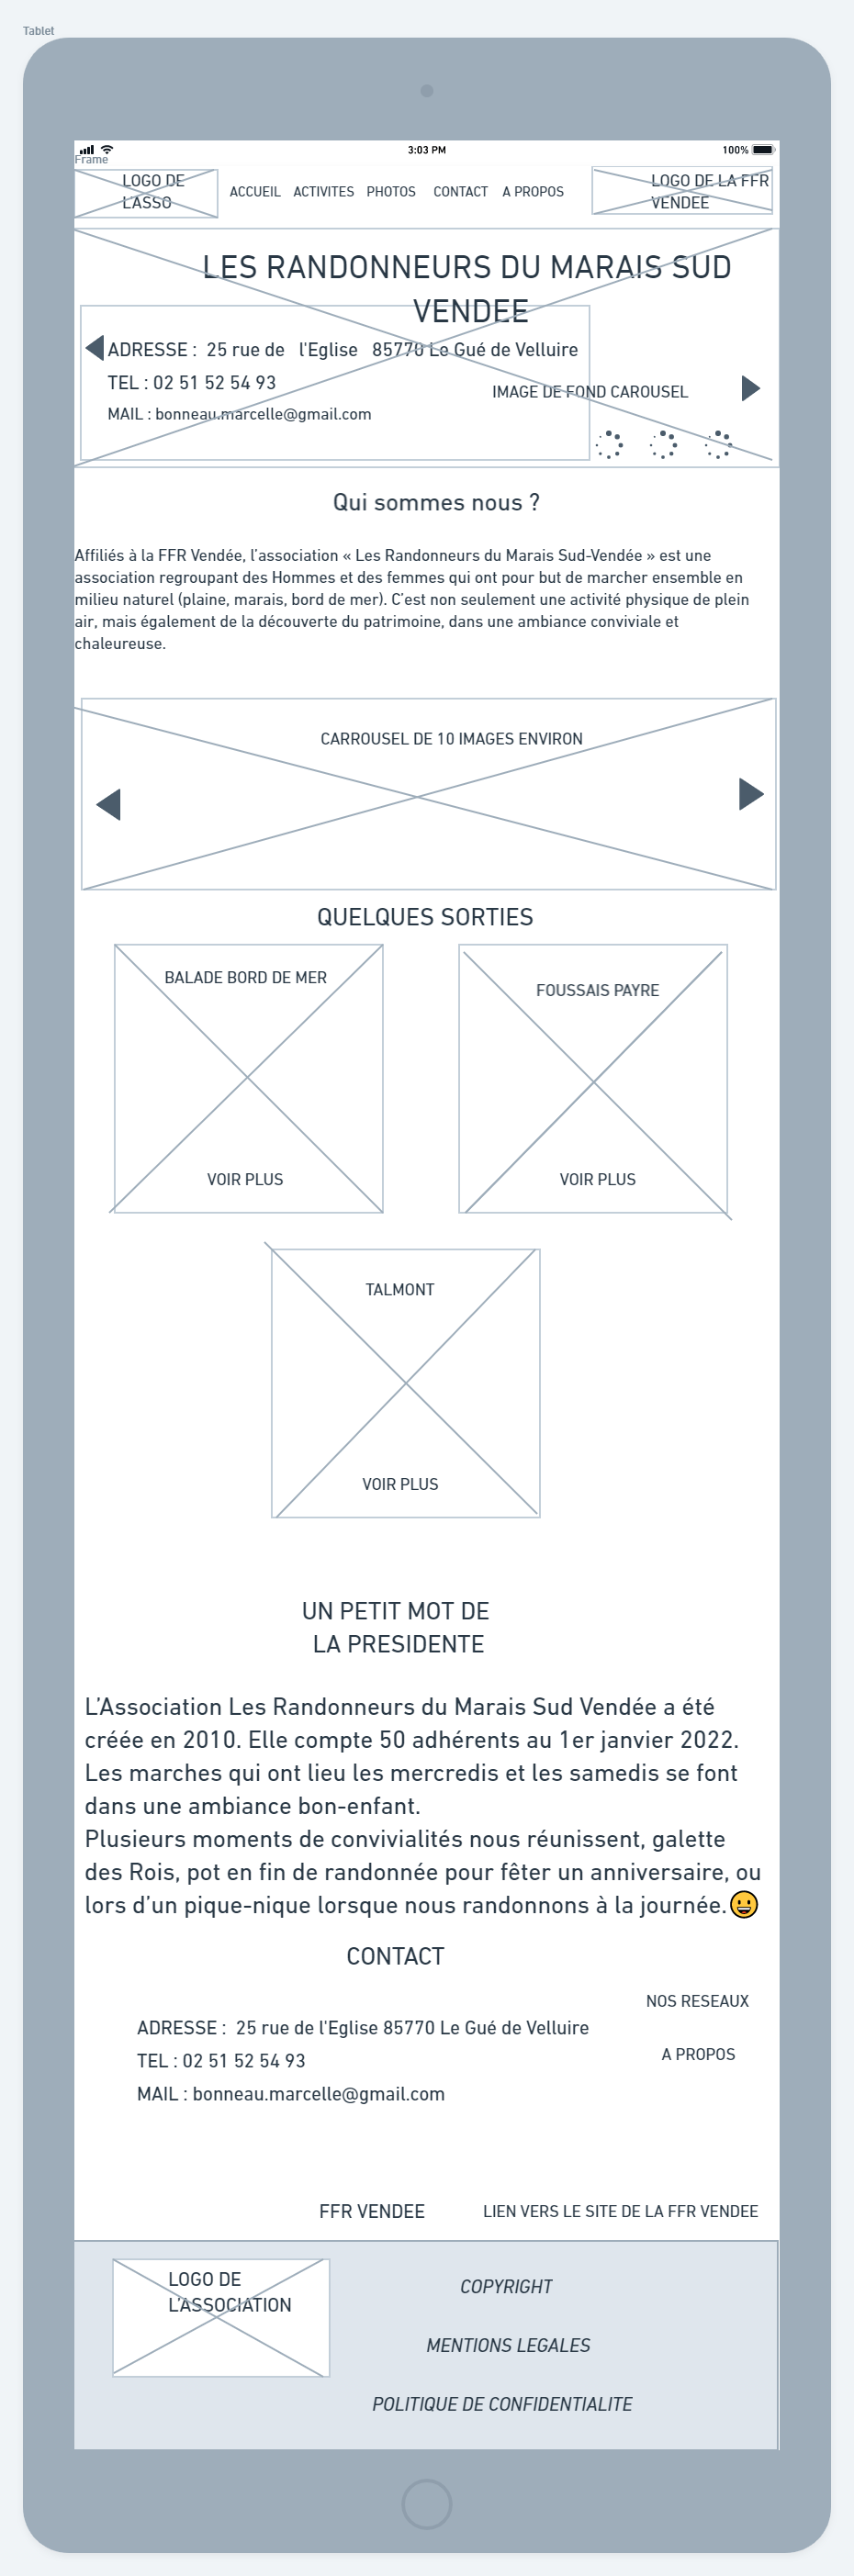 Tablet
3:03 PM
100%
Frame
LOGO DE
L'ASSO
ACCUEIL ACTIVITES PHOTOS CONTACT A PROPOS
LOGO DE LA FFR
VENDEE
LES RANDONNEURS DU MARAIS SUD
VENDEE
ADRESSE : 25 rue de l'Eglise 85770 Le Gué de Velluire
TEL : 02 51 52 54 93
IMAGE DE FOND CAROUSEL
MAIL : bonneau.marcelle@gmail.com
Qui sommes nous ?
Affiliés à la FFR Vendée, l’association « Les Randonneurs du Marais Sud-Vendée » est une
association regroupant des Hommes et des femmes qui ont pour but de marcher ensemble en
milieu naturel (plaine, marais, bord de mer). C’est non seulement une activité physique de plein
air, mais également de la découverte du patrimoine, dans une ambiance conviviale et
chaleureuse.
CARROUSEL DE 10 IMAGES ENVIRON
QUELQUES SORTIES
BALADE BORD DE MER
FOUSSAIS PAYRE
VOIR PLUS
VOIR PLUS
TALMONT
VOIR PLUS
UN PETIT MOT DE
LA PRESIDENTE
L’Association Les Randonneurs du Marais Sud Vendée a été
créée en 2010. Elle compte 50 adhérents au 1er janvier 2022.
Les marches qui ont lieu les mercredis et les samedis se font
dans une ambiance bon-enfant.
Plusieurs moments de convivialités nous réunissent, galette
des Rois, pot en fin de randonnée pour fêter un anniversaire, ou
lors d’un pique-nique lorsque nous randonnons à la journée.😀
CONTACT
NOS RESEAUX
ADRESSE : 25 rue de l'Eglise 85770 Le Gué de Velluire
A PROPOS
TEL : 02 51 52 54 93
MAIL : bonneau.marcelle@gmail.com
FFR VENDEE
LIEN VERS LE SITE DE LA FFR VENDEE
LOGO DE
L'ASSOCIATION
COPYRIGHT
MENTIONS LEGALES
POLITIQUE DE CONFIDENTIALITE